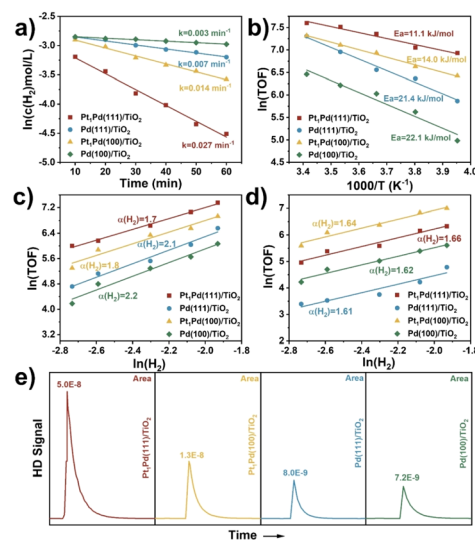 a)
k=0.003 min⁻¹
k=0.007 min⁻¹
k=0.014 min⁻¹
k=0.027 min⁻¹
ln(c(H₂)mol/L)
-2.5
-3.0
-3.5
-4.0
-4.5
-5.0
Pt₁Pd(111)/TiO₂
Pd(111)/TiO₂
Pt₁Pd(100)/TiO₂
Pd(100)/TiO₂
10 20 30 40 50 60
Time (min)
b)
Ea=11.1 kJ/mol
Ea=14.0 kJ/mol
Ea=21.4 kJ/mol
Ea=22.1 kJ/mol
ln(TOF)
7.5
7.0
6.5
6.0
5.5
5.0
4.5
Pt₁Pd(111)/TiO₂
Pd(111)/TiO₂
Pt₁Pd(100)/TiO₂
Pd(100)/TiO₂
3.4 3.5 3.6 3.7 3.8 3.9 4.0
1000/T (K⁻¹)
c)
α(H₂)=1.7
α(H₂)=2.1
α(H₂)=1.8
α(H₂)=2.2
ln(TOF)
7.2
6.4
5.6
4.8
4.0
3.2
Pt₁Pd(111)/TiO₂
Pd(111)/TiO₂
Pt₁Pd(100)/TiO₂
Pd(100)/TiO₂
-2.8 -2.6 -2.4 -2.2 -2.0 -1.8
ln(H₂)
d)
α(H₂)=1.64
α(H₂)=1.66
α(H₂)=1.62
α(H₂)=1.61
ln(TOF)
7.5
6.0
4.5
3.0
1.5
Pt₁Pd(111)/TiO₂
Pd(111)/TiO₂
Pt₁Pd(100)/TiO₂
Pd(100)/TiO₂
-2.8 -2.6 -2.4 -2.2 -2.0 -1.8
ln(H₂)
e)
HD Signal
Area
5.0E-8
Pt₁Pd(111)/TiO₂
Area
1.3E-8
Pt₁Pd(100)/TiO₂
Area
8.0E-9
Pd(111)/TiO₂
Area
7.2E-9
Pd(100)/TiO₂
Time